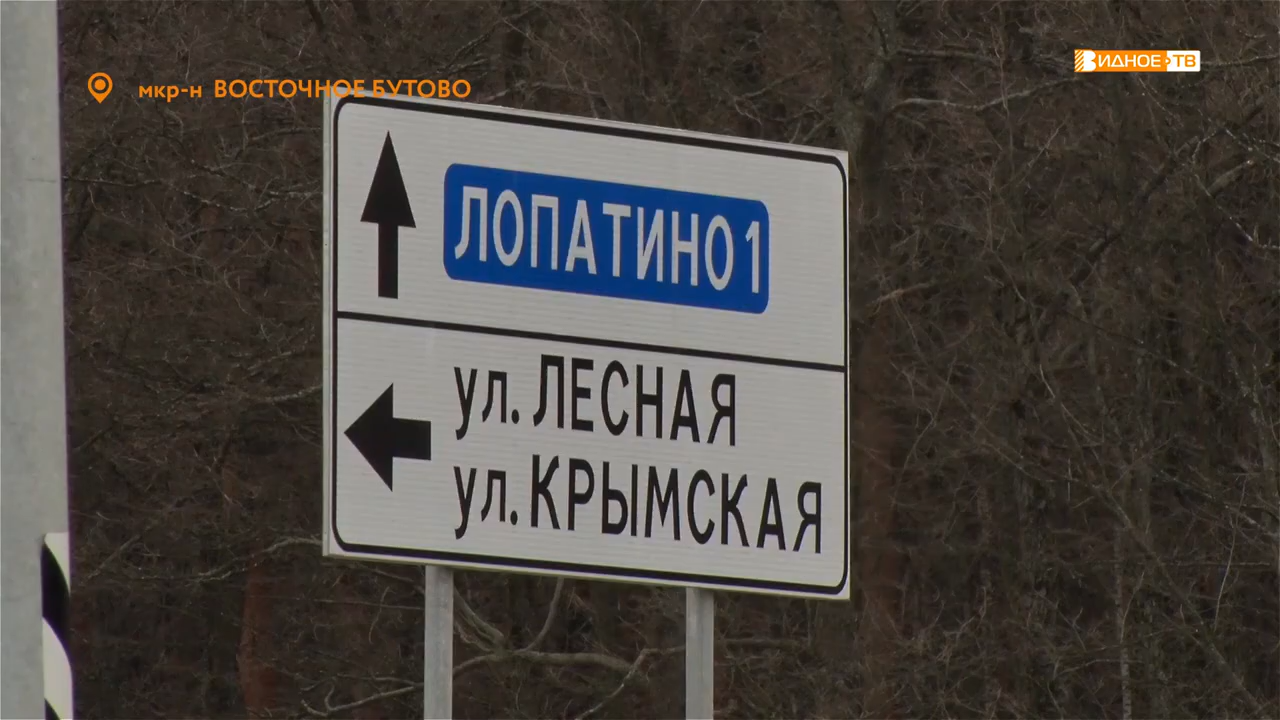 мкр-н ВОСТОЧНОЕ БУТОВО
ВИДНОЕ ТВ
ЛОПАТИНО 1
ул. ЛЕСНАЯ
ул. КРЫМСКАЯ